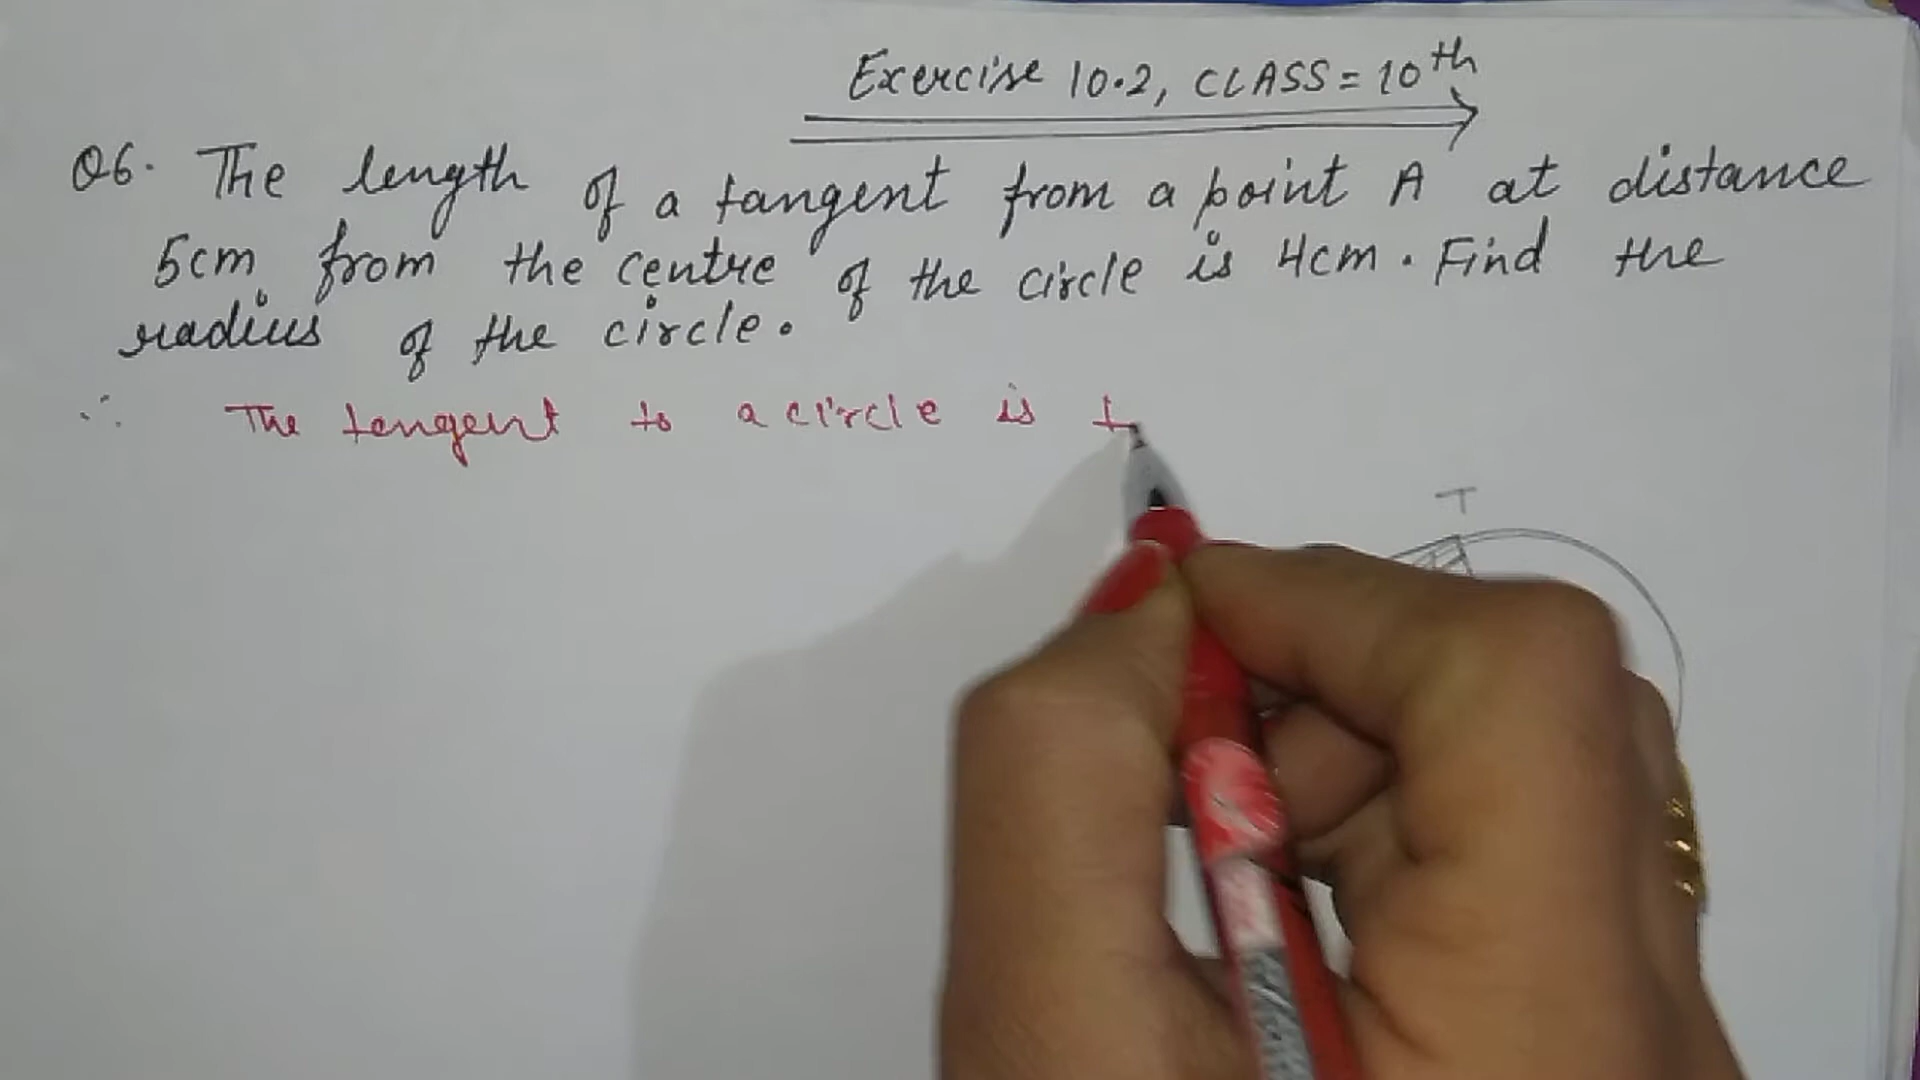 Exercise 10.2, CLASS = 10th
Q6. The length of a tangent from a point A at distance
5cm from the centre of the circle is 4cm. Find the
radius of the circle.
∴ The tangent to a circle is ⊥
T